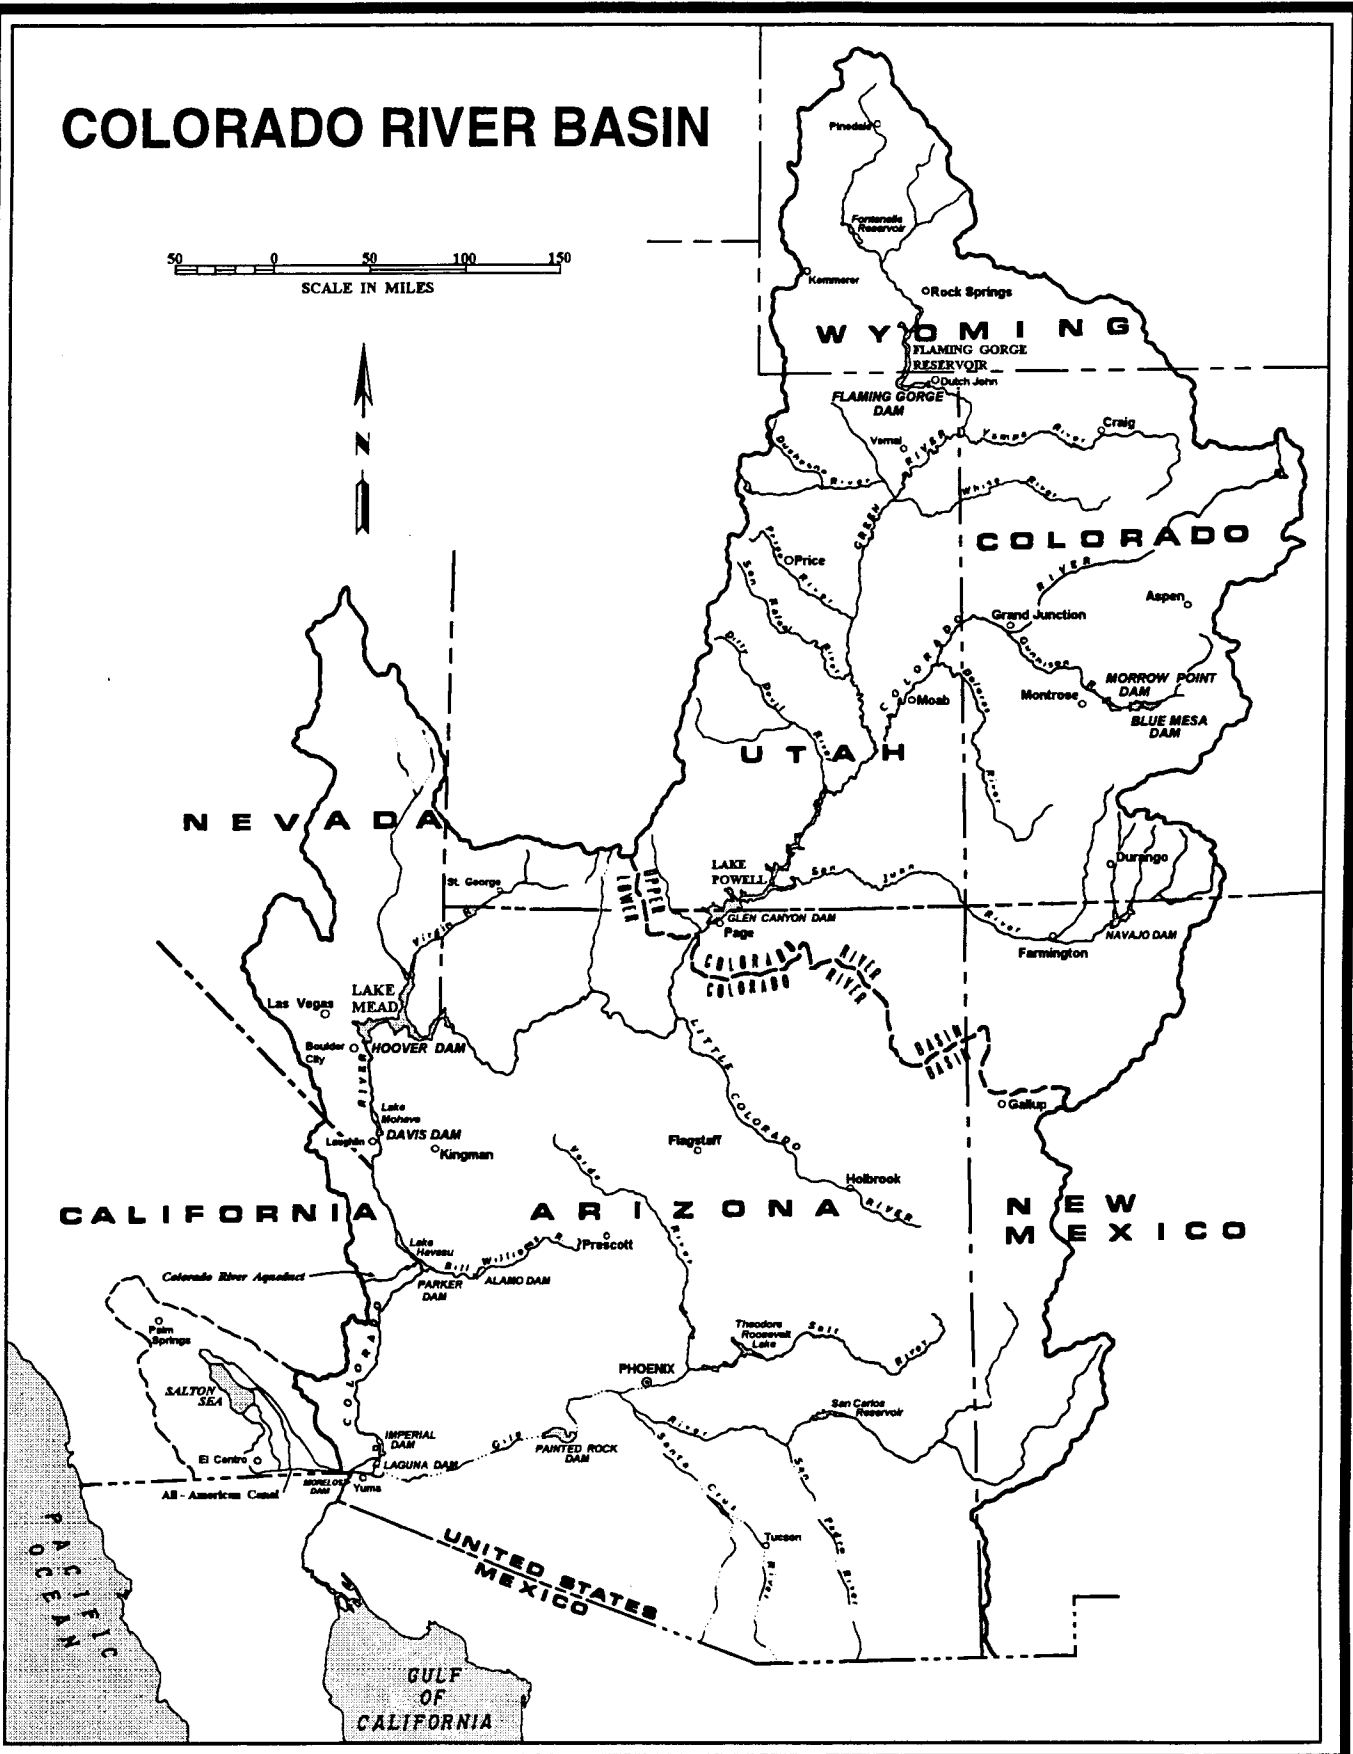 COLORADO RIVER BASIN
50 0 50 100 150
SCALE IN MILES
N
Pinedale
Fontenelle
Reservoir
Kemmerer
Rock Springs
WYOMING
FLAMING GORGE
RESERVOIR
Dutch John
FLAMING GORGE
DAM
Vernal
GREEN RIVER
Yampa River
Craig
Duchesne River
White River
COLORADO
Price
Price River
San Rafael River
Dirty Devil River
COLORADO RIVER
Grand Junction
Aspen
Gunnison R
Dolores River
Moab
Montrose
MORROW POINT
DAM
BLUE MESA
DAM
UTAH
NEVADA
St. George
Virgin R
UPPER
LOWER
LAKE
POWELL
San Juan River
Durango
GLEN CANYON DAM
Page
NAVAJO DAM
Farmington
COLORADO RIVER BASIN
COLORADO RIVER BASIN
Las Vegas
LAKE
MEAD
Boulder
City
HOOVER DAM
Lake
Mohave
DAVIS DAM
Laughlin
Kingman
LITTLE COLORADO RIVER
Gallup
Flagstaff
Holbrook
Verde River
CALIFORNIA
ARIZONA
NEW
MEXICO
Lake
Havasu
Bill Williams R
Prescott
Colorado River Aqueduct
PARKER
DAM
ALAMO DAM
Palm
Springs
COLORADO RIVER
Theodore
Roosevelt
Lake
Salt River
PHOENIX
SALTON
SEA
San Carlos
Reservoir
IMPERIAL
DAM
Gila River
PAINTED ROCK
DAM
El Centro
LAGUNA DAM
MORELOS
DAM
Yuma
All - American Canal
Santa Cruz River
San Pedro River
Tucson
UNITED STATES
MEXICO
PACIFIC
OCEAN
GULF
OF
CALIFORNIA